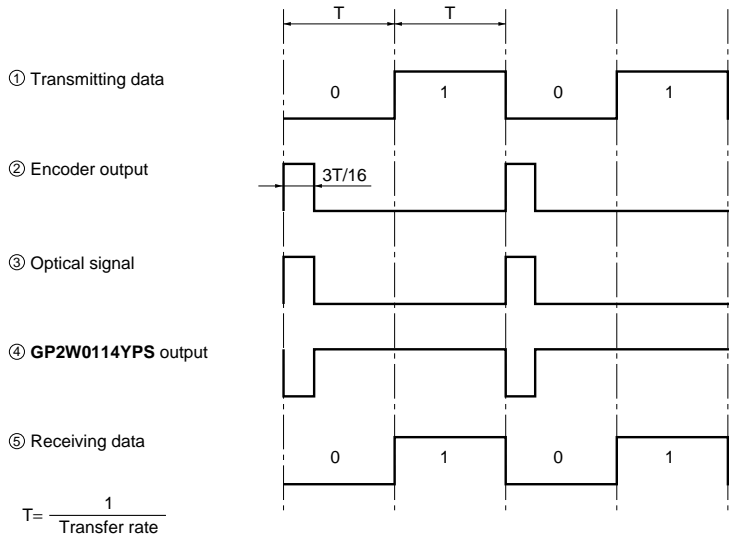 T T
① Transmitting data
0 1 0 1
② Encoder output
3T/16
③ Optical signal
④ GP2W0114YPS output
⑤ Receiving data
0 1 0 1
T= 1
Transfer rate